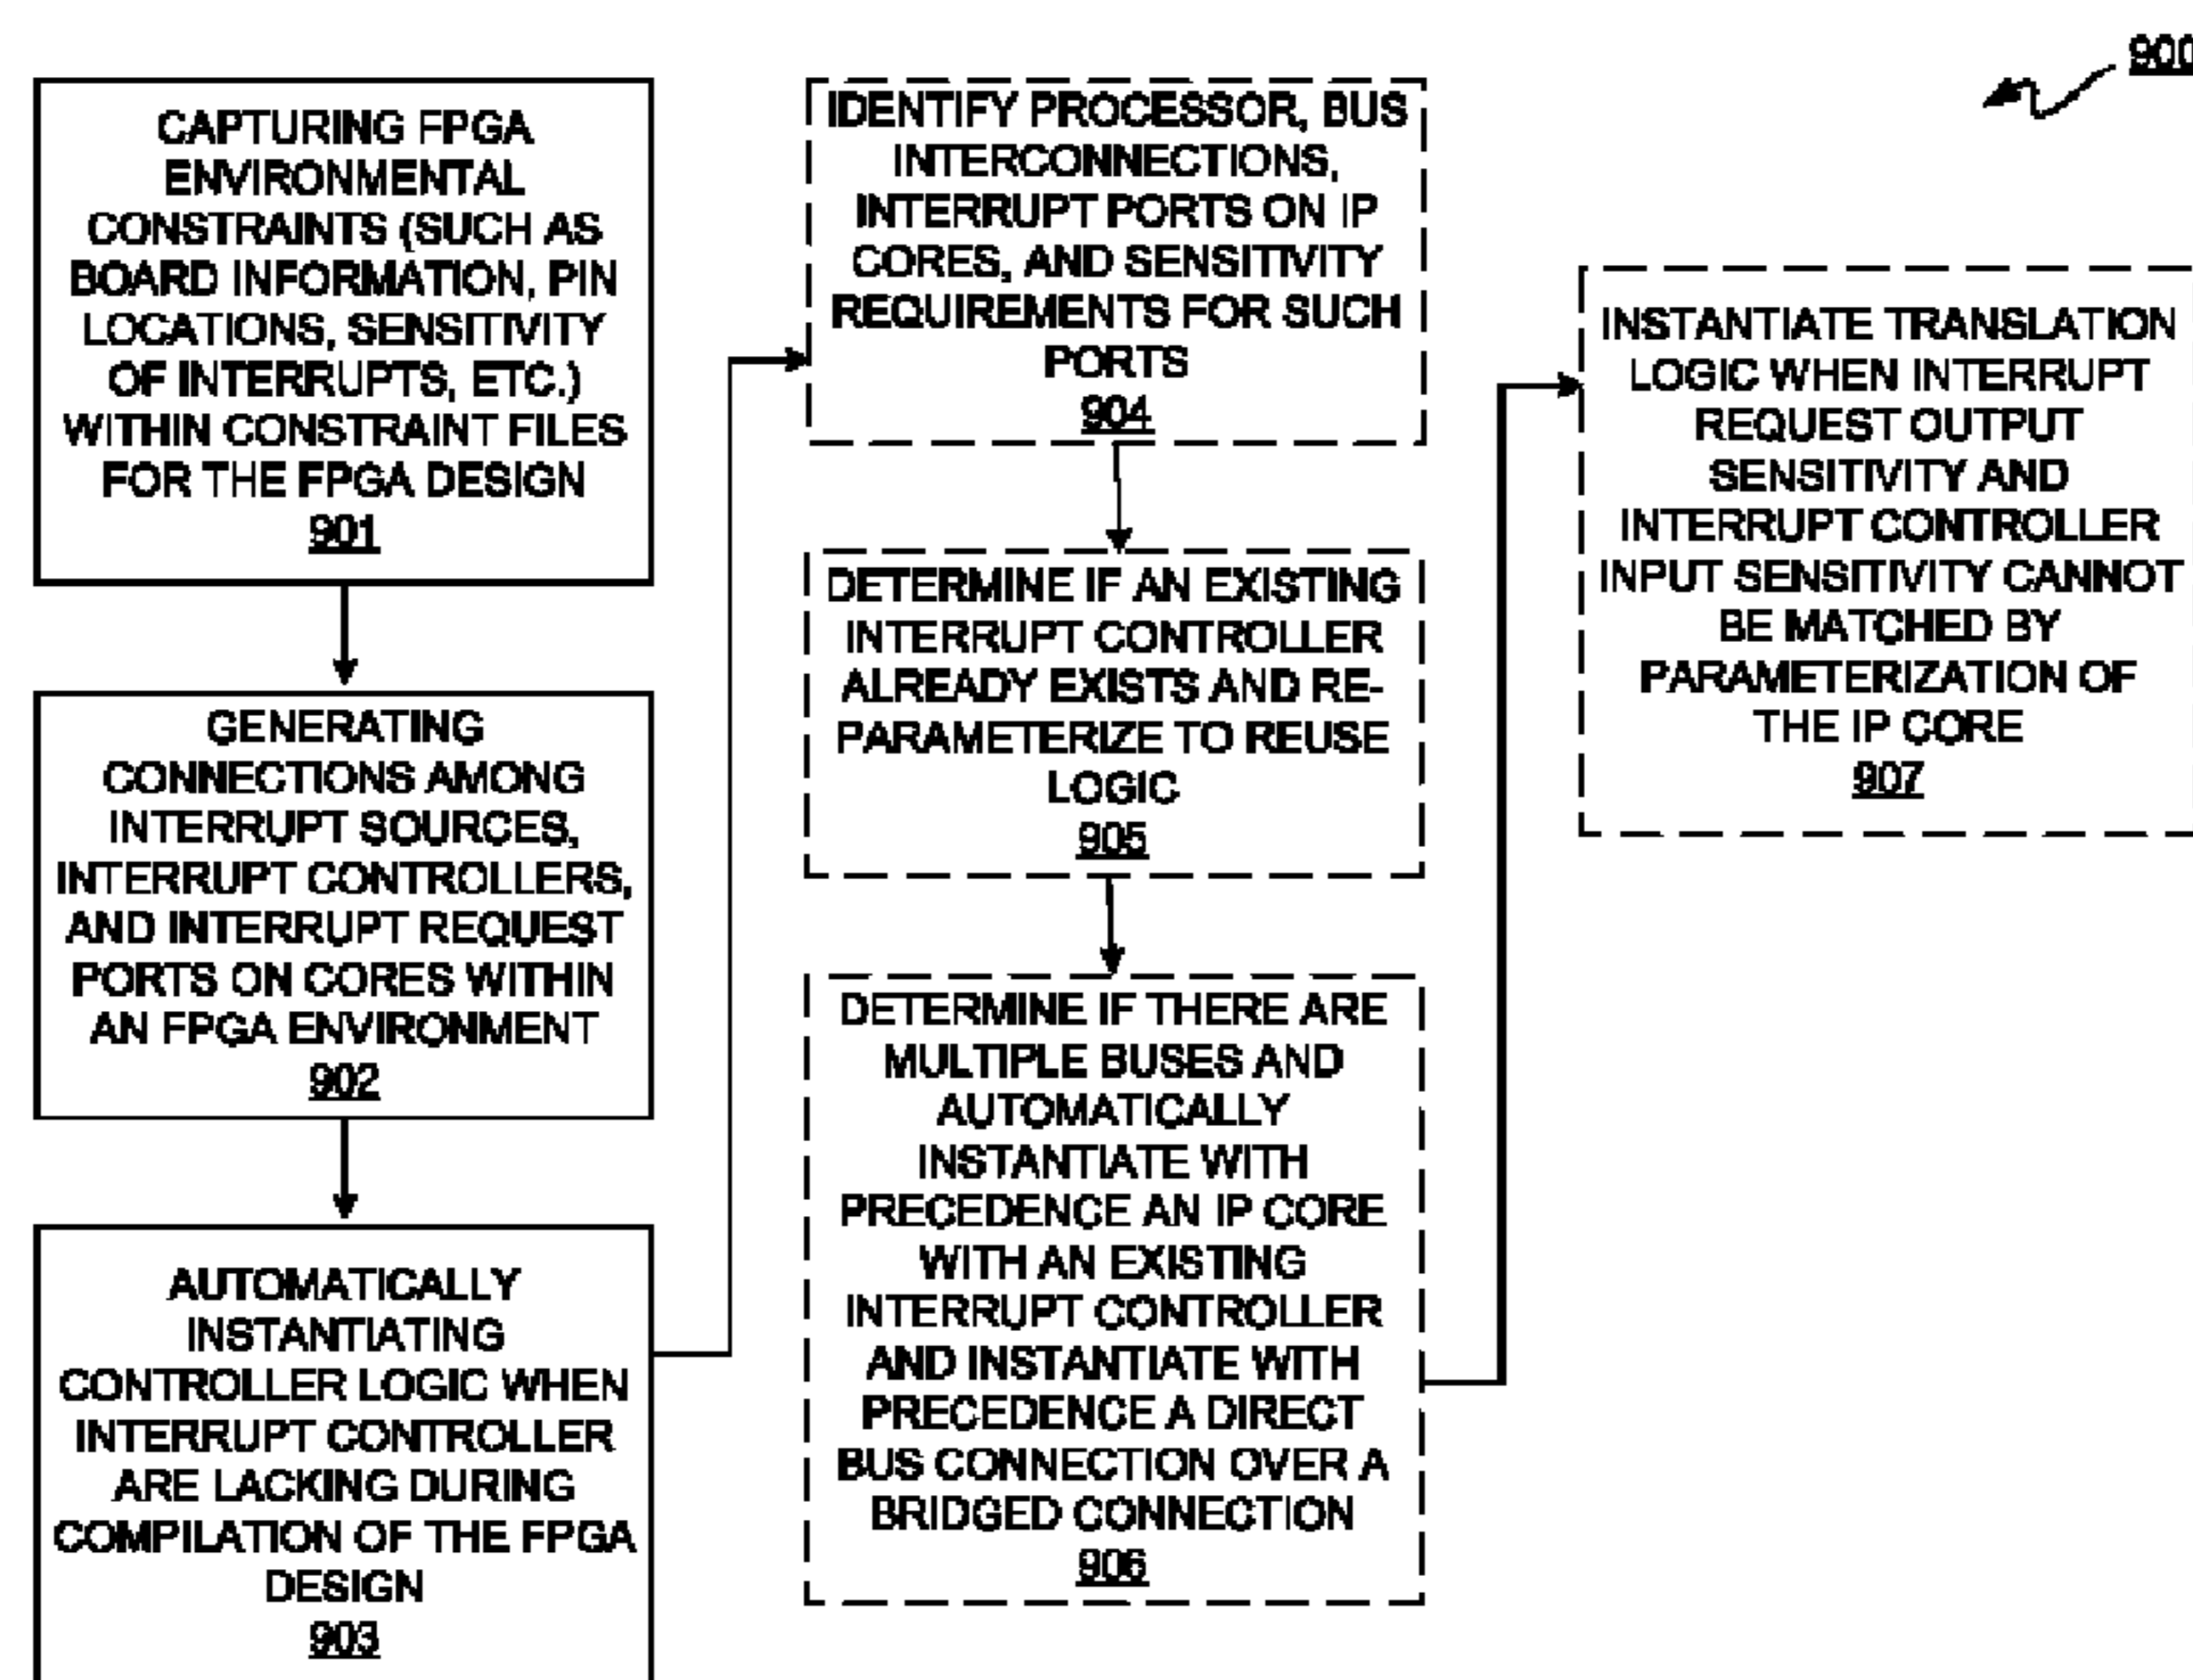 900
CAPTURING FPGA
ENVIRONMENTAL
CONSTRAINTS (SUCH AS
BOARD INFORMATION, PIN
LOCATIONS, SENSITIVITY
OF INTERRUPTS, ETC.)
WITHIN CONSTRAINT FILES
FOR THE FPGA DESIGN
901
GENERATING
CONNECTIONS AMONG
INTERRUPT SOURCES,
INTERRUPT CONTROLLERS,
AND INTERRUPT REQUEST
PORTS ON CORES WITHIN
AN FPGA ENVIRONMENT
902
AUTOMATICALLY
INSTANTIATING
CONTROLLER LOGIC WHEN
INTERRUPT CONTROLLER
ARE LACKING DURING
COMPILATION OF THE FPGA
DESIGN
903
IDENTIFY PROCESSOR, BUS
INTERCONNECTIONS,
INTERRUPT PORTS ON IP
CORES, AND SENSITIVITY
REQUIREMENTS FOR SUCH
PORTS
904
DETERMINE IF AN EXISTING
INTERRUPT CONTROLLER
ALREADY EXISTS AND RE-
PARAMETERIZE TO REUSE
LOGIC
905
DETERMINE IF THERE ARE
MULTIPLE BUSES AND
AUTOMATICALLY
INSTANTIATE WITH
PRECEDENCE AN IP CORE
WITH AN EXISTING
INTERRUPT CONTROLLER
AND INSTANTIATE WITH
PRECEDENCE A DIRECT
BUS CONNECTION OVER A
BRIDGED CONNECTION
906
INSTANTIATE TRANSLATION
LOGIC WHEN INTERRUPT
REQUEST OUTPUT
SENSITIVITY AND
INTERRUPT CONTROLLER
INPUT SENSITIVITY CANNOT
BE MATCHED BY
PARAMETERIZATION OF
THE IP CORE
907